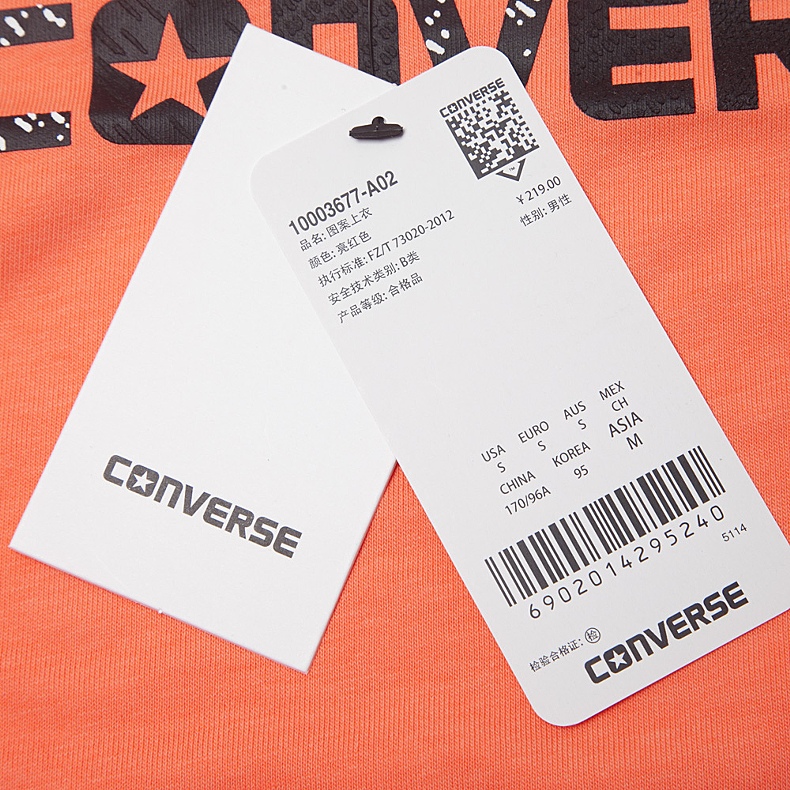 CONVER
CONVERSE
CONVERSE
10003677-A02
品名: 图案上衣
颜色: 亮红色
执行标准: FZ/T 73020-2012
安全技术类别: B类
产品等级: 合格品
¥219.00
性别: 男性
USA EURO AUS MEX
S S S CH
CHINA KOREA ASIA
170/96A 95 M
6902014295240
5114
检验合格证: 检
CONVERSE